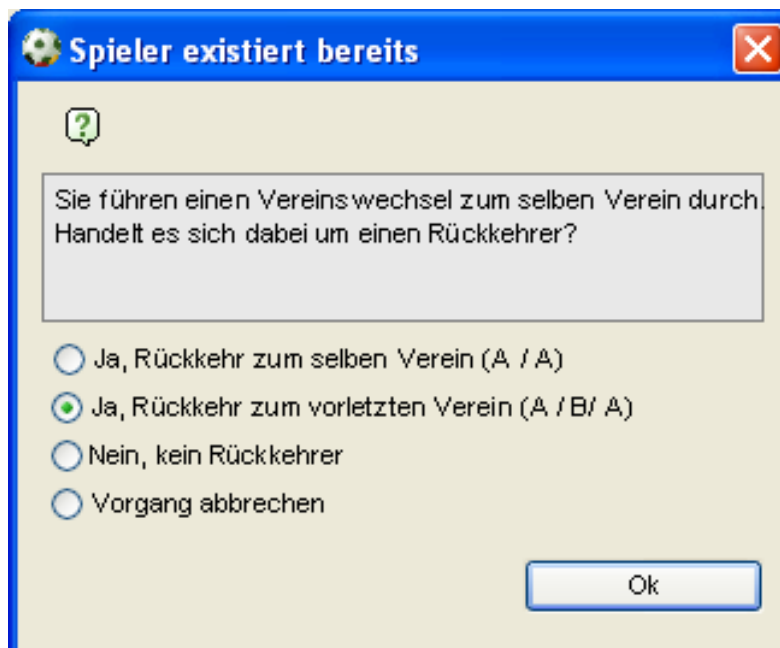 Spieler existiert bereits
?
Sie führen einen Vereinswechsel zum selben Verein durch.
Handelt es sich dabei um einen Rückkehrer?
Ja, Rückkehr zum selben Verein (A / A)
Ja, Rückkehr zum vorletzten Verein (A / B/ A)
Nein, kein Rückkehrer
Vorgang abbrechen
Ok